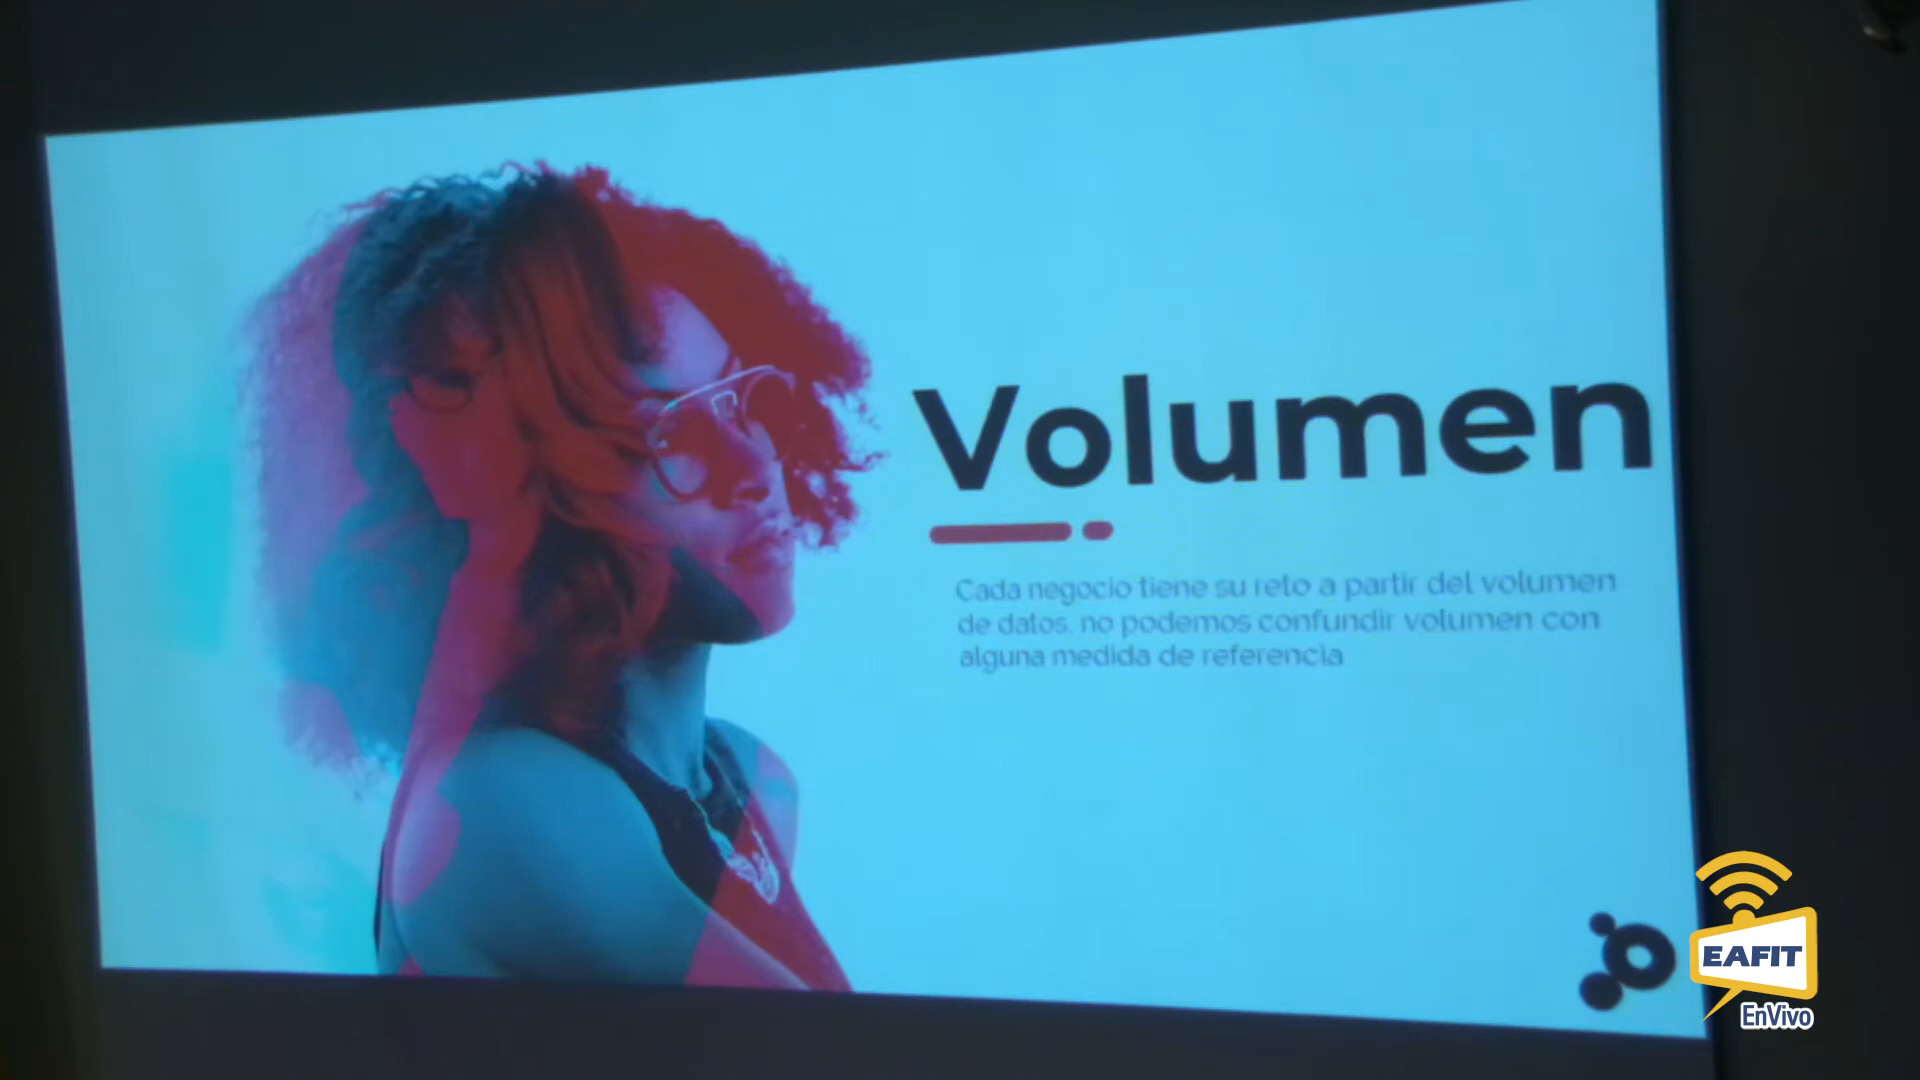 Volumen
Cada negocio tiene su reto a partir del volumen
de datos, no podemos confundir volumen con
alguna medida de referencia
EAFIT
EnVivo